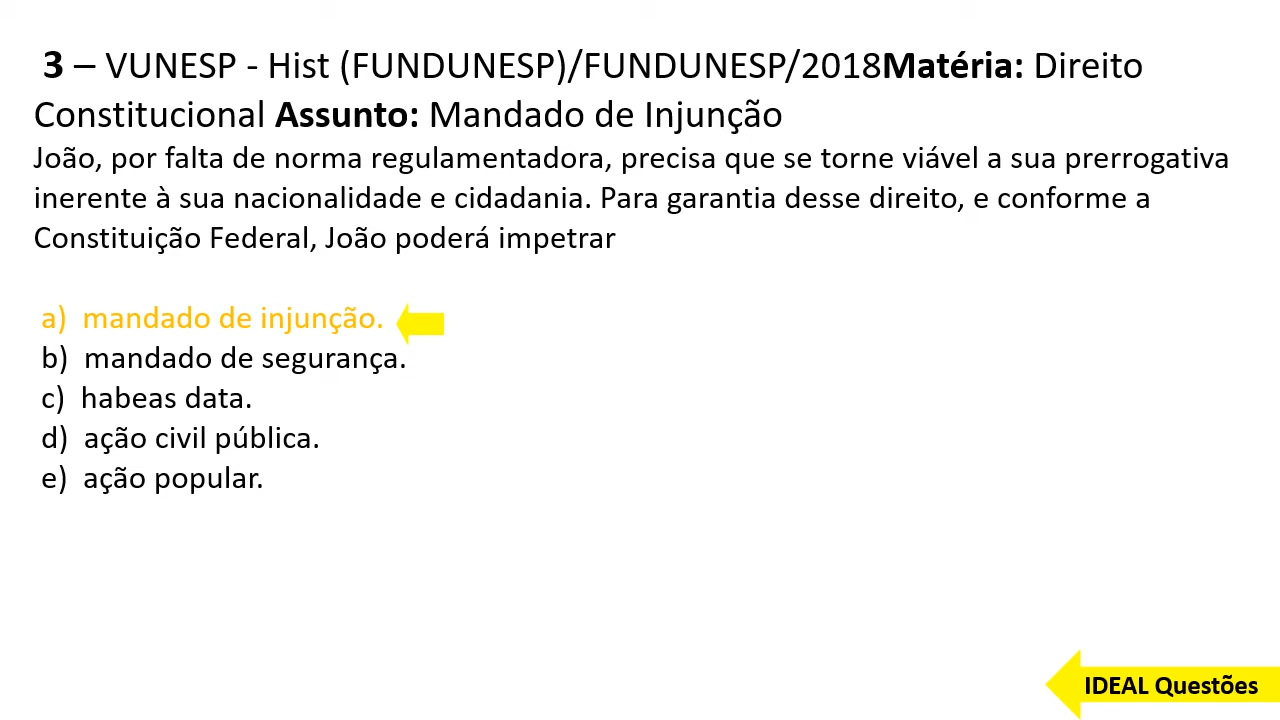 3 – VUNESP - Hist (FUNDUNESP)/FUNDUNESP/2018Matéria: Direito
Constitucional Assunto: Mandado de Injunção
João, por falta de norma regulamentadora, precisa que se torne viável a sua prerrogativa
inerente à sua nacionalidade e cidadania. Para garantia desse direito, e conforme a
Constituição Federal, João poderá impetrar
a) mandado de injunção.
b) mandado de segurança.
c) habeas data.
d) ação civil pública.
e) ação popular.
IDEAL Questões